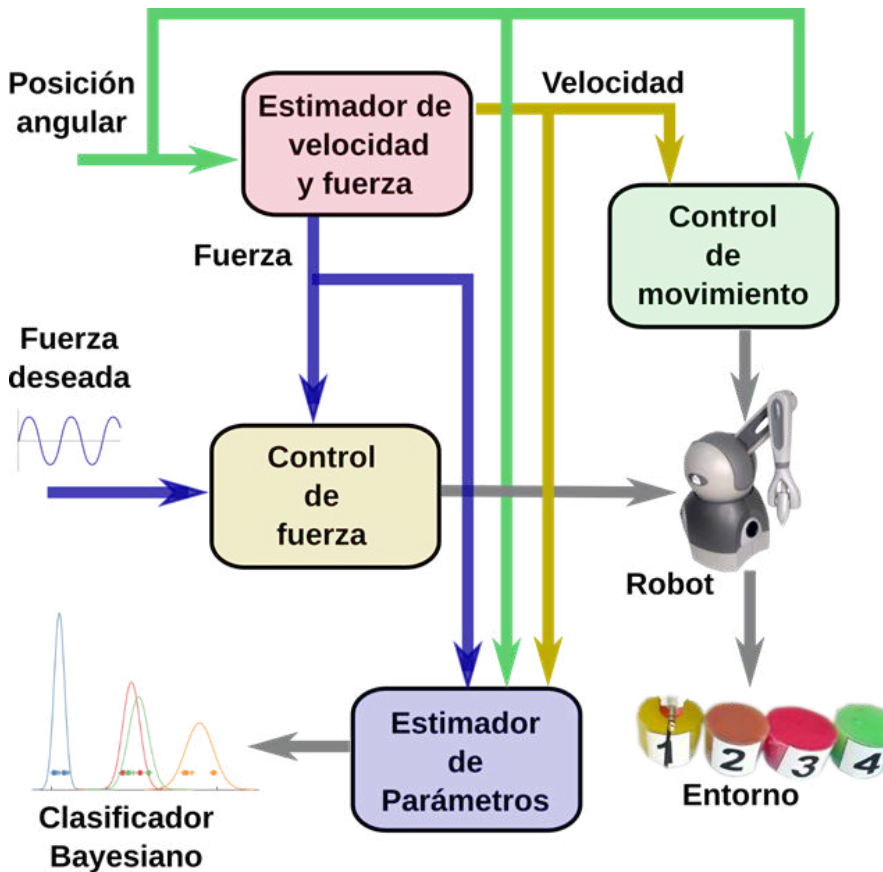 Posición
angular
Estimador de
velocidad
y fuerza
Velocidad
Control
de
movimiento
Fuerza
Fuerza
deseada
Control
de
fuerza
Robot
Estimador
de
Parámetros
1
2
3
4
Entorno
Clasificador
Bayesiano